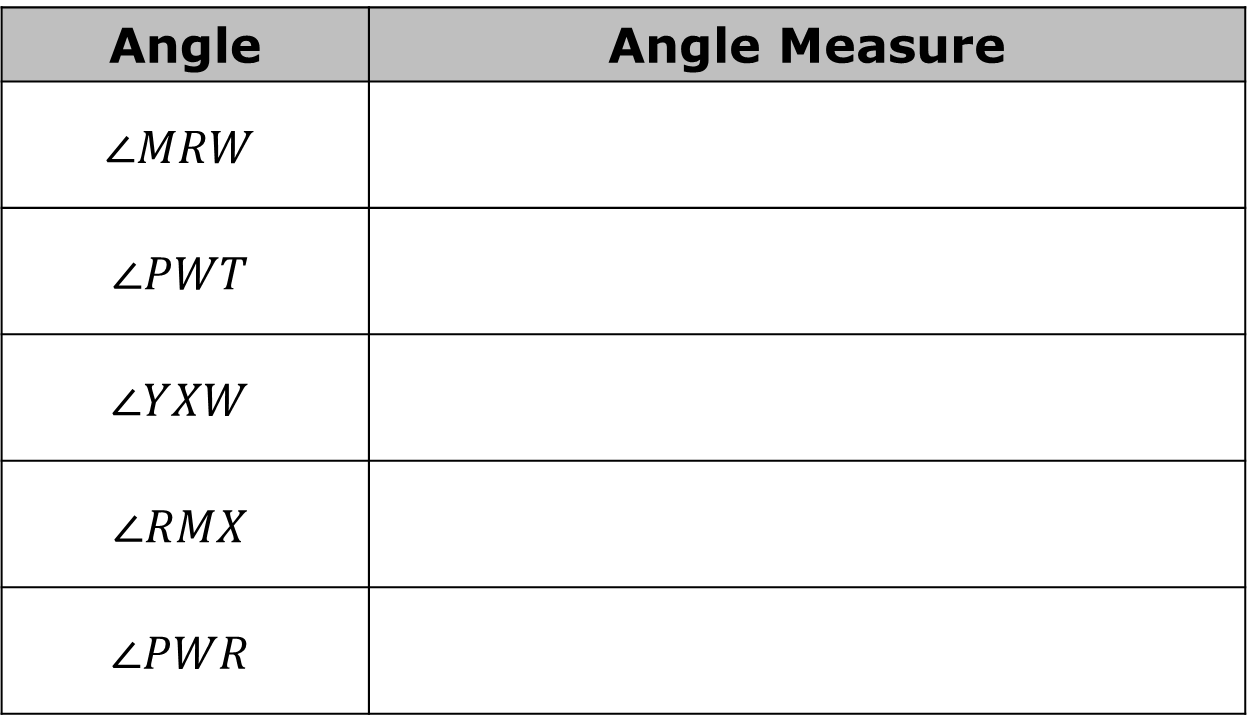 Angle Angle Measure
∠MRW
∠PWT
∠YXW
∠RMX
∠PWR